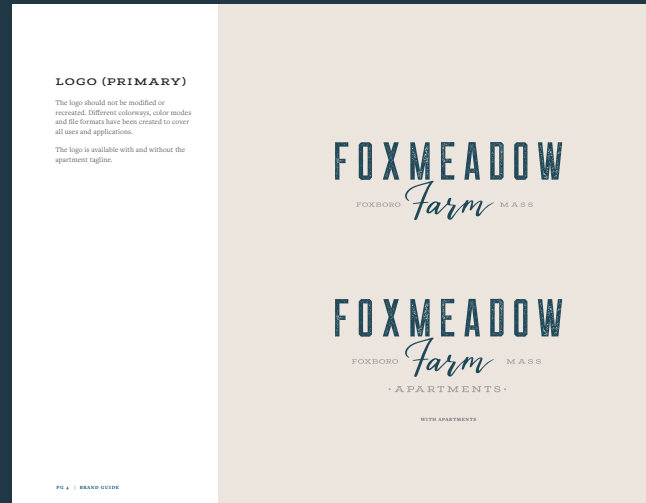 LOGO (PRIMARY)
The logo should not be modified or
recreated. Different colorways, color modes
and file formats have been created to cover
all uses and applications.
The logo is available with and without the
apartment tagline.
FOXMEADOW
FOXBORO Farm MASS
FOXMEADOW
FOXBORO Farm MASS
·APARTMENTS·
WITH APARTMENTS
PG 4 | BRAND GUIDE